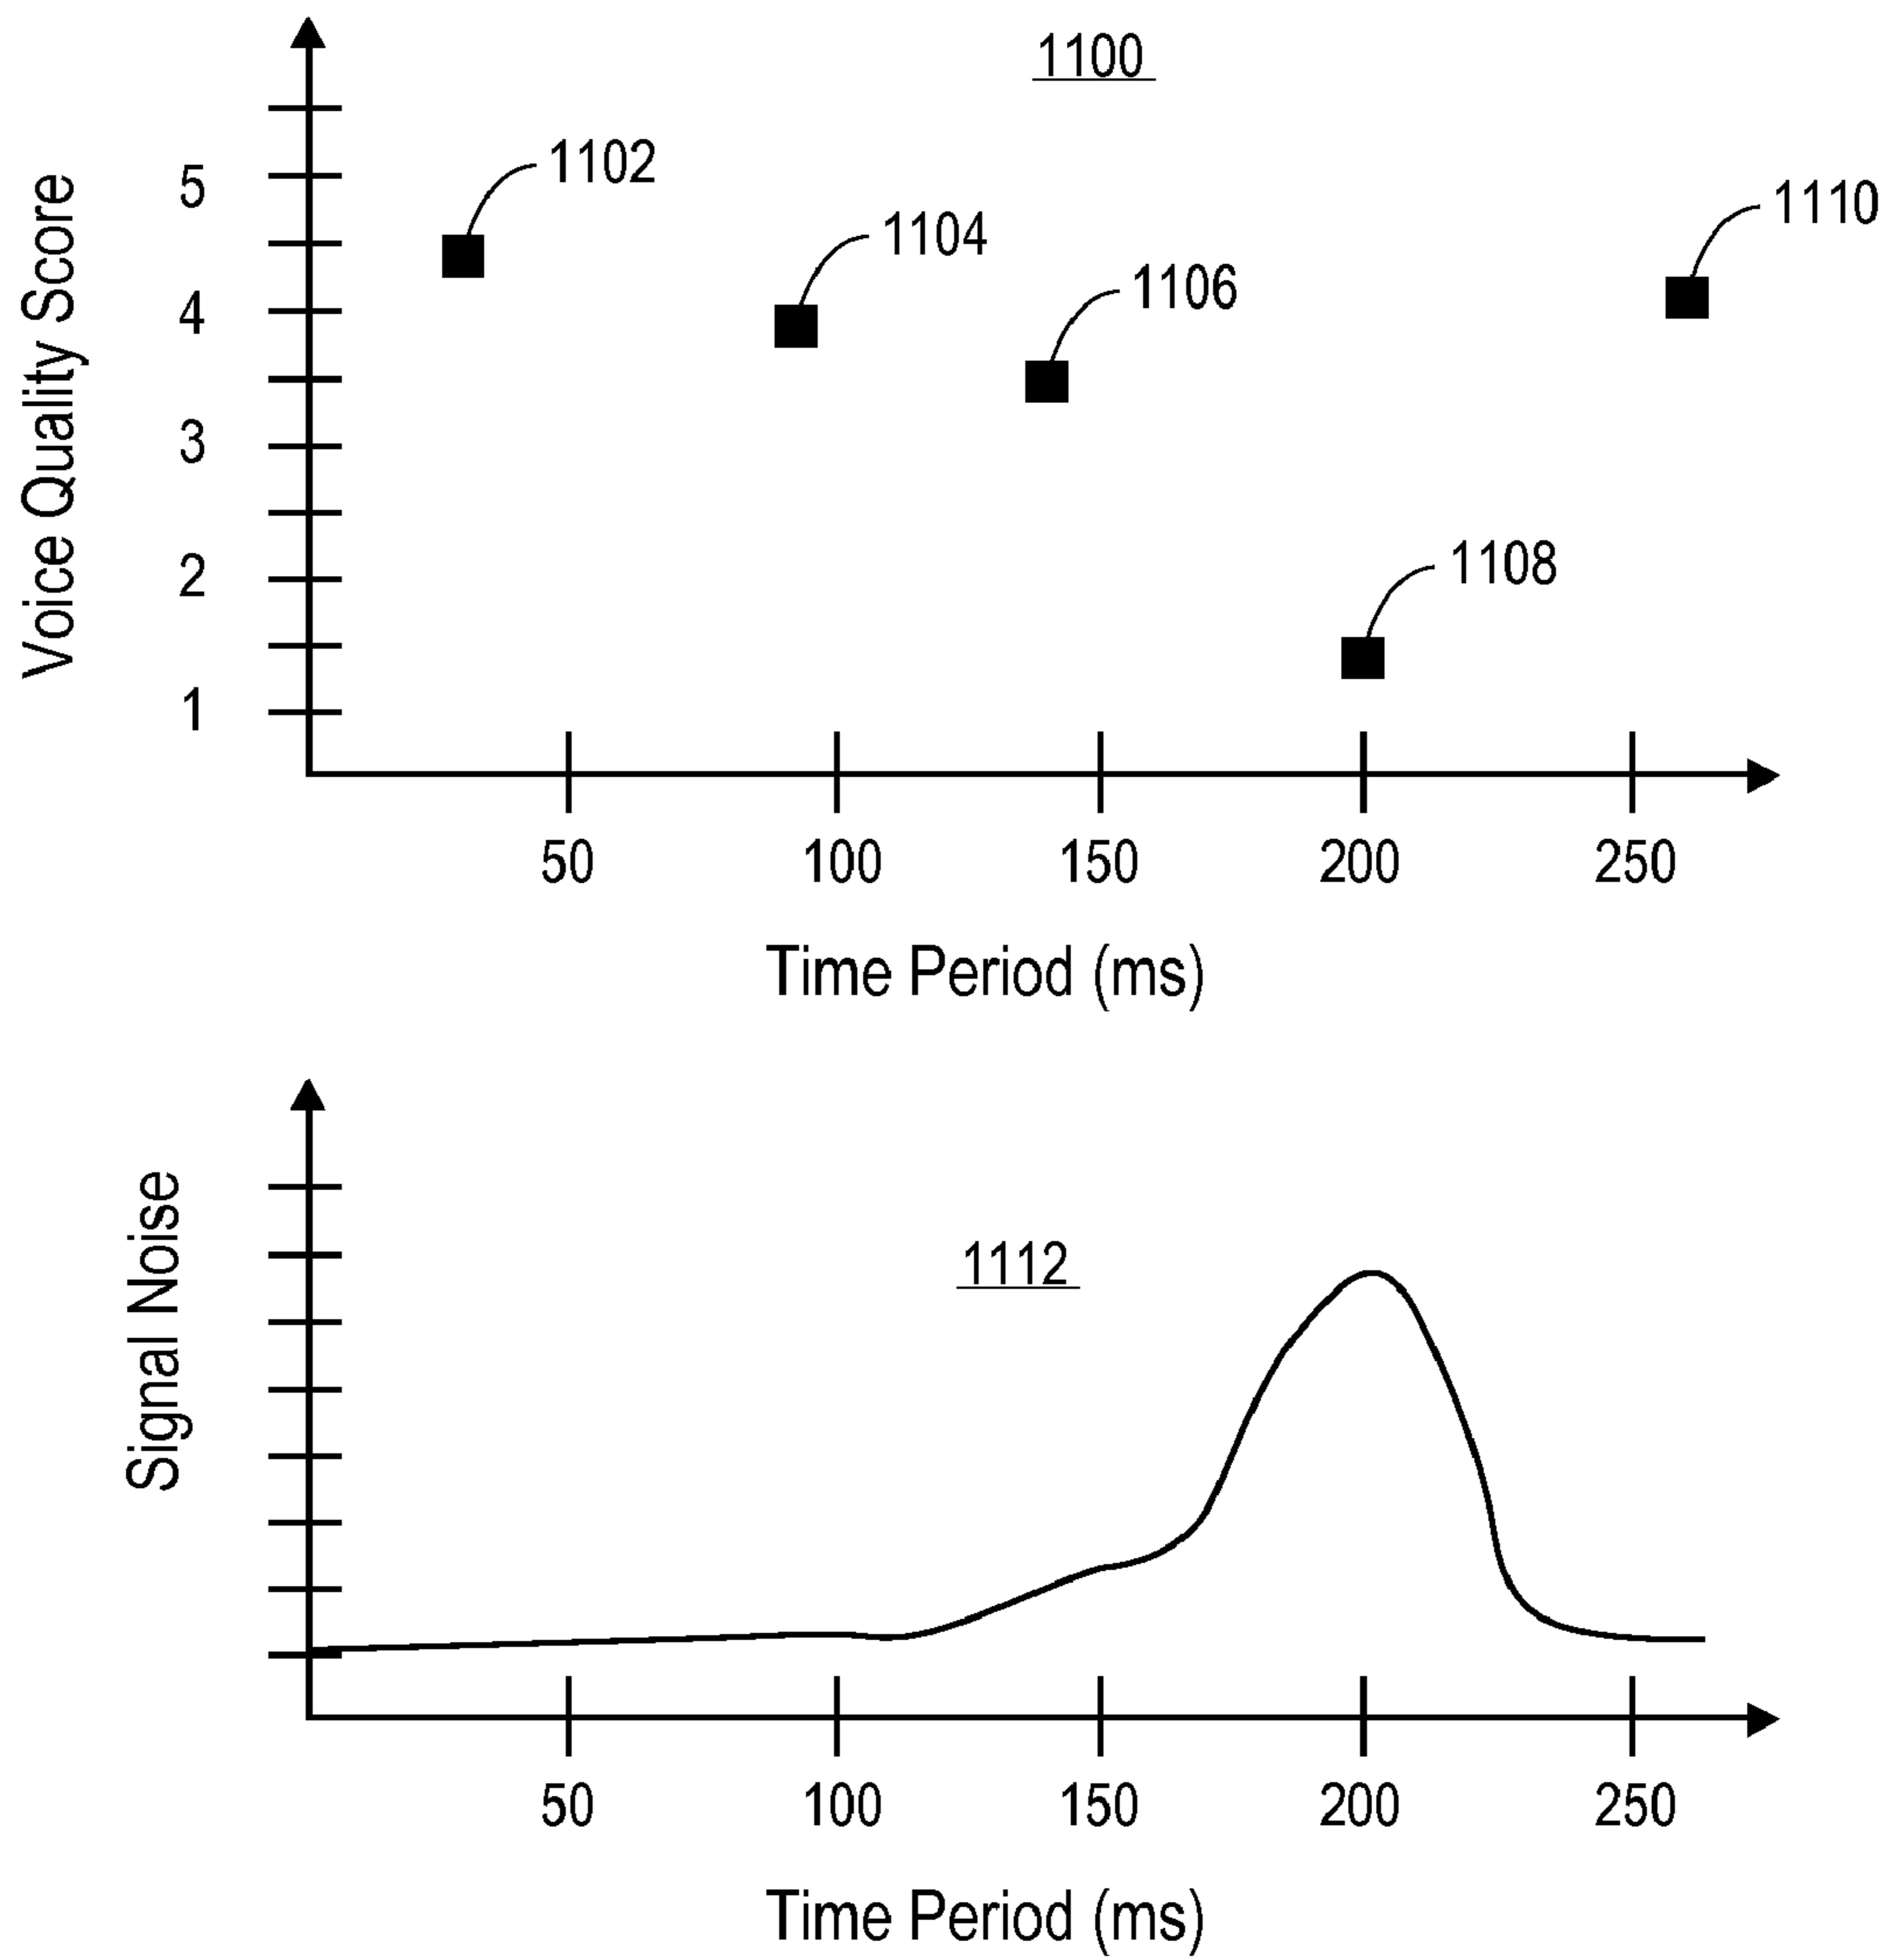 1100
1102
1104
1106
1108
1110
Voice Quality Score
5
4
3
2
1
50 100 150 200 250
Time Period (ms)
1112
Signal Noise
50 100 150 200 250
Time Period (ms)